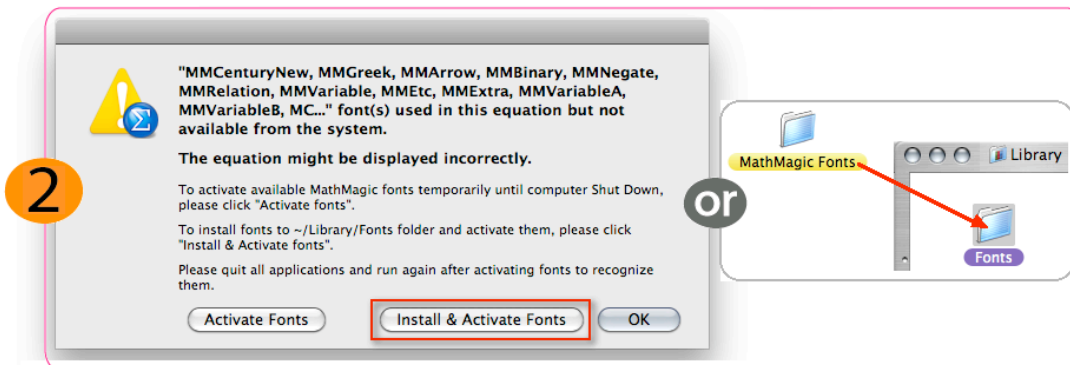 2
"MMCenturyNew, MMGreek, MMArrow, MMBinary, MMNegate,
MMRelation, MMVariable, MMEtc, MMExtra, MMVariableA,
MMVariableB, MC..." font(s) used in this equation but not
available from the system.
The equation might be displayed incorrectly.
To activate available MathMagic fonts temporarily until computer Shut Down,
please click "Activate fonts".
To install fonts to ~/Library/Fonts folder and activate them, please click
"Install & Activate fonts".
Please quit all applications and run again after activating fonts to recognize
them.
Activate Fonts
Install & Activate Fonts
OK
or
MathMagic Fonts
Library
Fonts